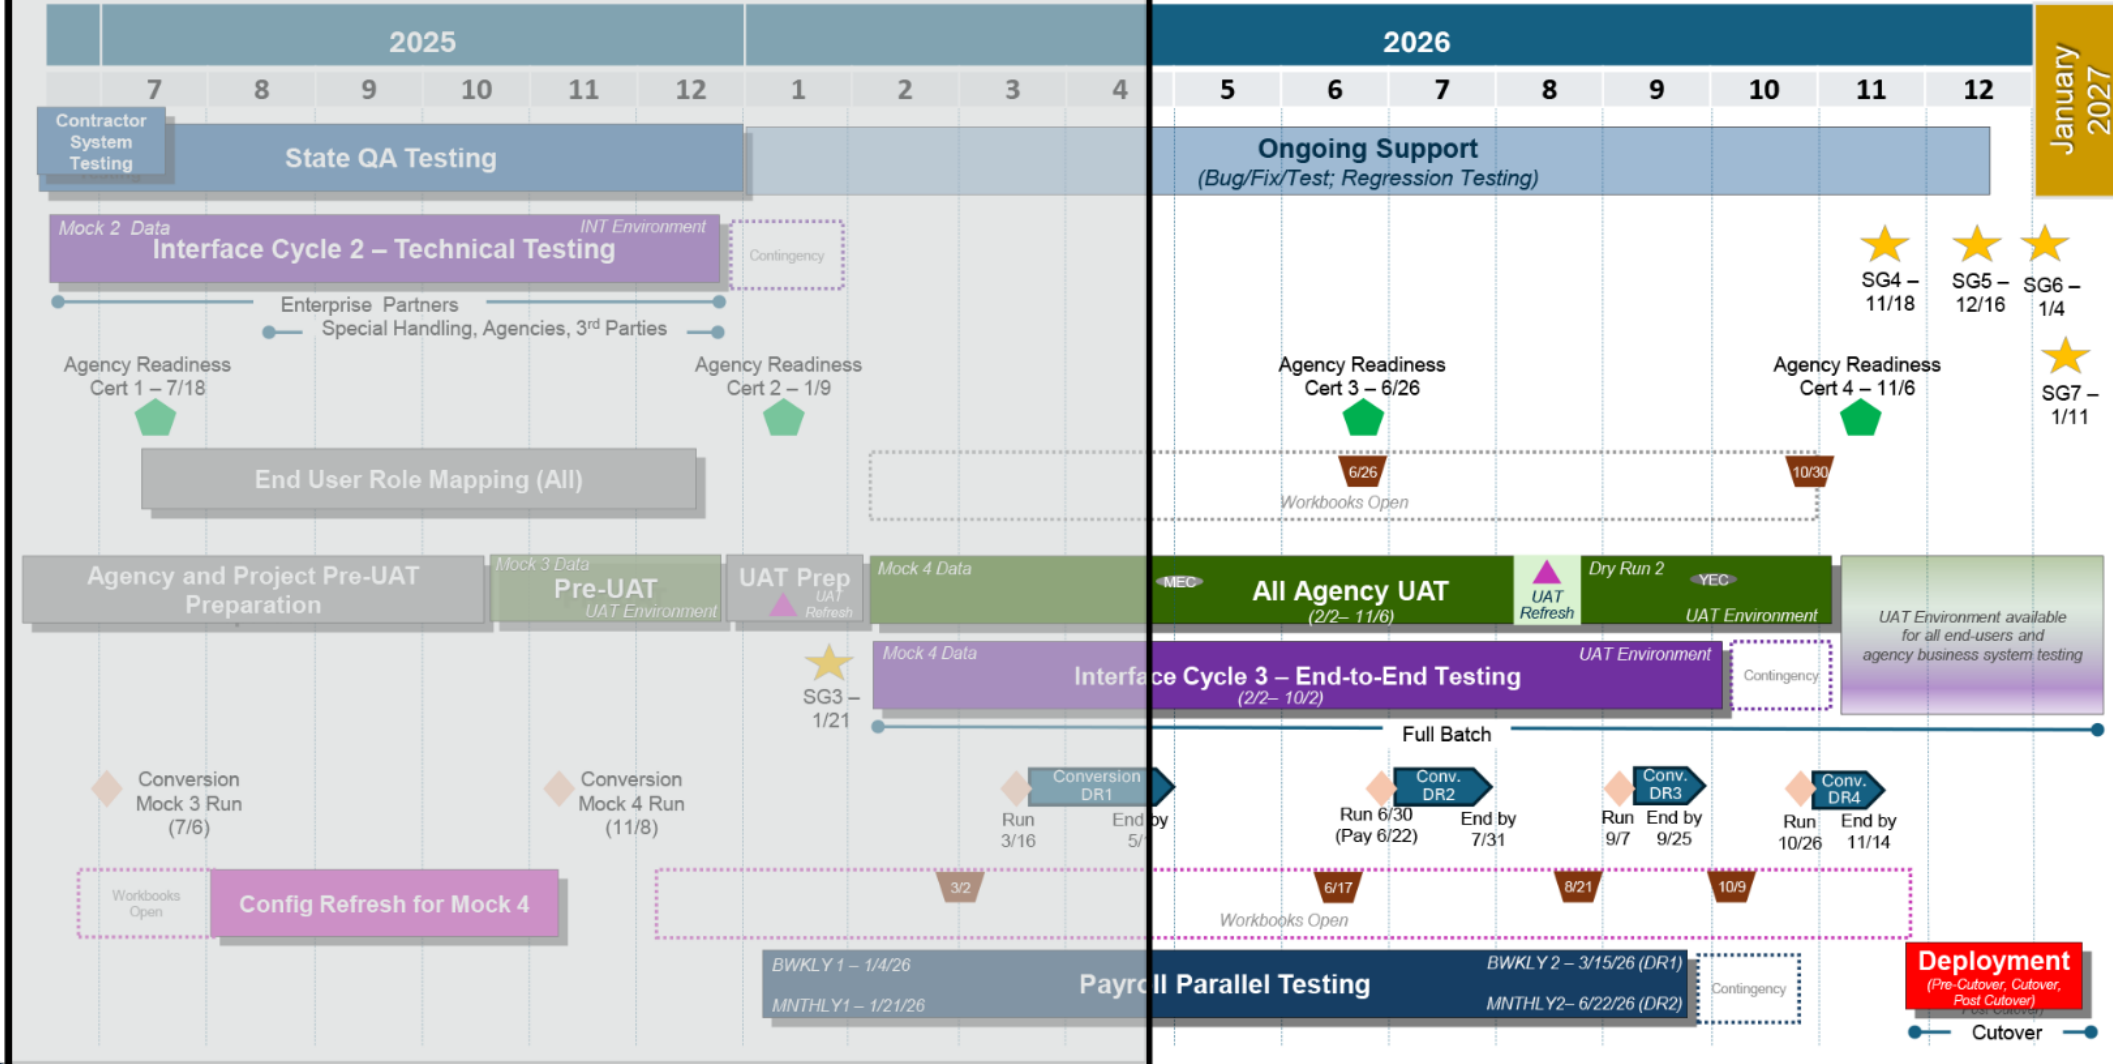 2025
2026
January
2027
7
8
9
10
11
12
1
2
3
4
5
6
7
8
9
10
11
12
Contractor
System
Testing
State QA Testing
Ongoing Support
(Bug/Fix/Test; Regression Testing)
Mock 2 Data
INT Environment
Interface Cycle 2 – Technical Testing
Contingency
Enterprise Partners
Special Handling, Agencies, 3rd Parties
SG4 –
11/18
SG5 –
12/16
SG6 –
1/4
SG7 –
1/11
Agency Readiness
Cert 1 – 7/18
Agency Readiness
Cert 2 – 1/9
Agency Readiness
Cert 3 – 6/26
Agency Readiness
Cert 4 – 11/6
End User Role Mapping (All)
6/26
10/30
Workbooks Open
Agency and Project Pre-UAT
Preparation
Mock 3 Data
Pre-UAT
UAT Environment
UAT Prep
UAT
Refresh
Mock 4 Data
MEC
All Agency UAT
(2/2– 11/6)
UAT
Refresh
Dry Run 2
YEC
UAT Environment
UAT Environment available
for all end-users and
agency business system testing
SG3 –
1/21
Mock 4 Data
UAT Environment
Interface Cycle 3 – End-to-End Testing
(2/2– 10/2)
Contingency
Full Batch
Conversion
Mock 3 Run
(7/6)
Conversion
Mock 4 Run
(11/8)
Conversion
DR1
Run
3/16
End by
5/
Conv.
DR2
Run 6/30
(Pay 6/22)
End by
7/31
Conv.
DR3
Run
9/7
End by
9/25
Conv.
DR4
Run
10/26
End by
11/14
Workbooks
Open
Config Refresh for Mock 4
3/2
6/17
8/21
10/9
Workbooks Open
BWKLY 1 – 1/4/26
MNTHLY1 – 1/21/26
Payroll Parallel Testing
BWKLY 2 – 3/15/26 (DR1)
MNTHLY2– 6/22/26 (DR2)
Contingency
Deployment
(Pre-Cutover, Cutover,
Post Cutover)
Cutover